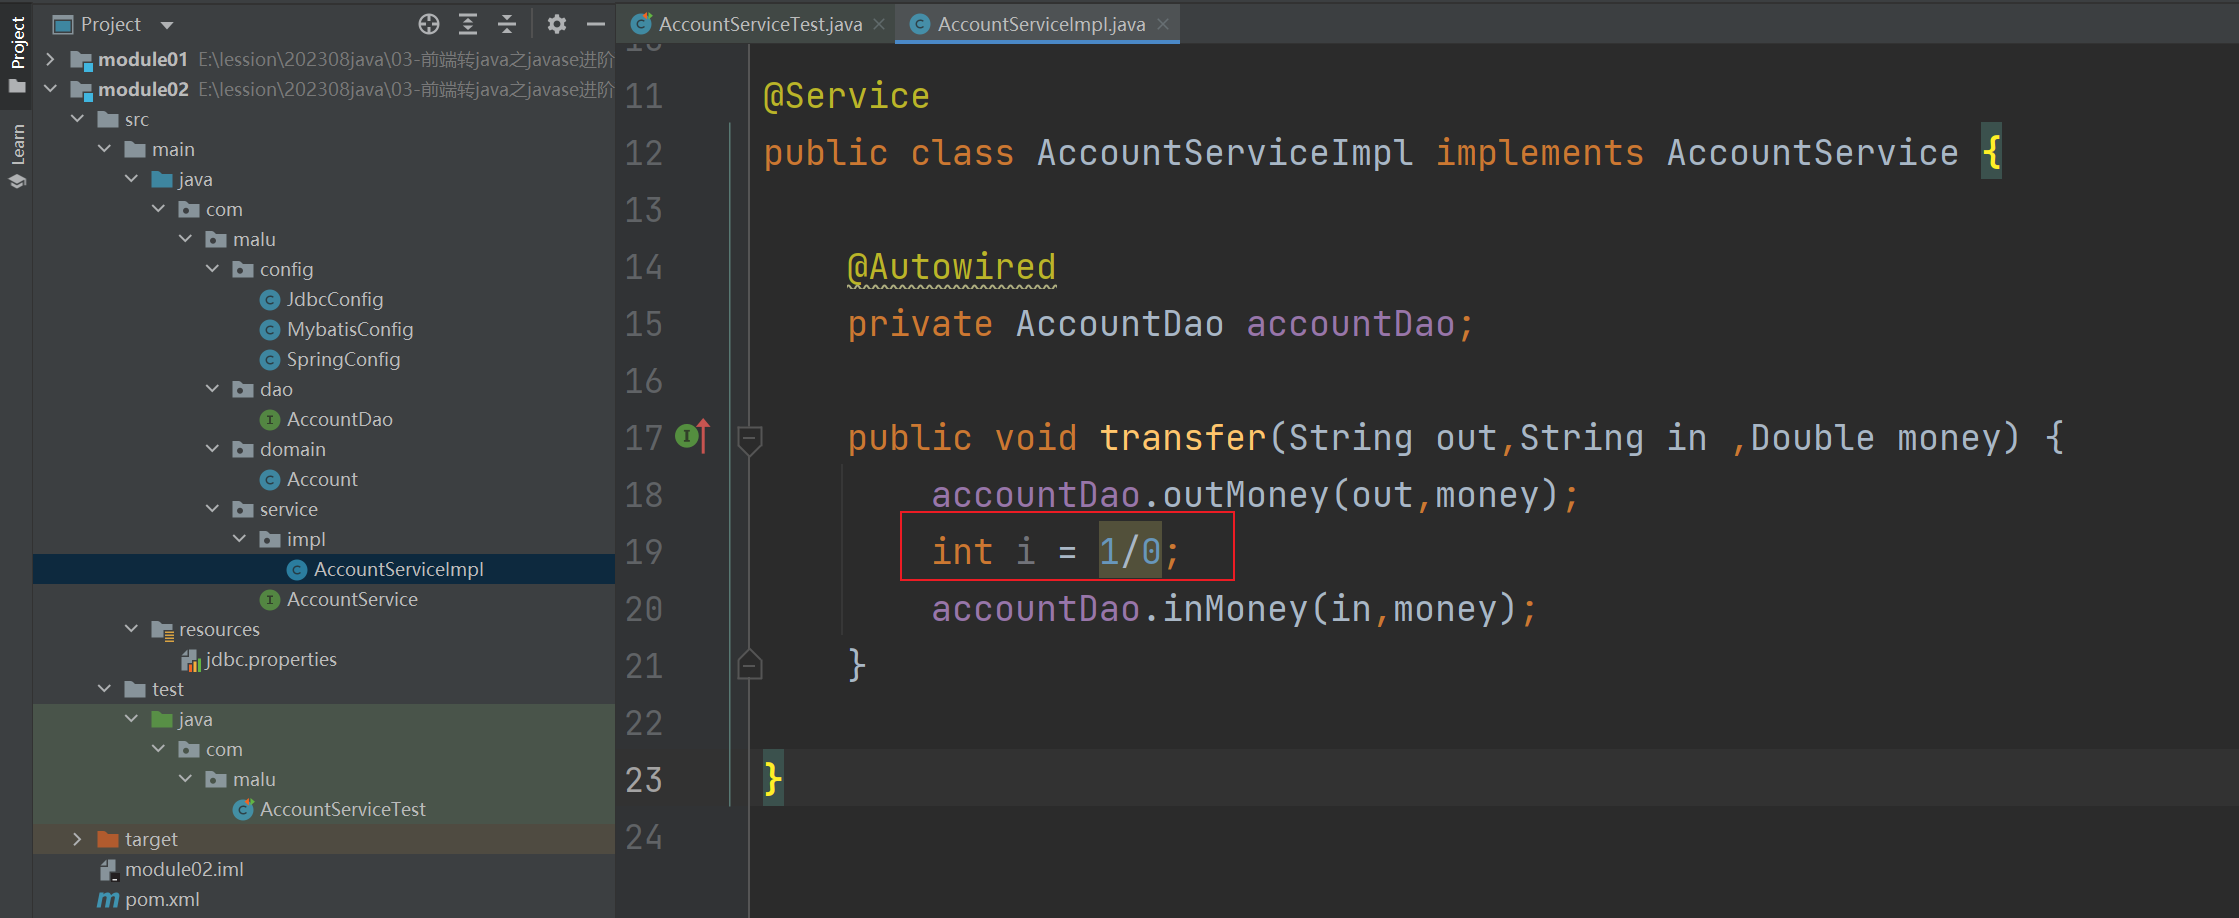 Project
Learn
Project
module01 E:\lession\202308java\03-前端转java之javase进阶
module02 E:\lession\202308java\03-前端转java之javase进阶
src
main
java
com
malu
config
JdbcConfig
MybatisConfig
SpringConfig
dao
AccountDao
domain
Account
service
impl
AccountServiceImpl
AccountService
resources
jdbc.properties
test
java
com
malu
AccountServiceTest
target
module02.iml
pom.xml
AccountServiceTest.java
AccountServiceImpl.java
11 @Service
12 public class AccountServiceImpl implements AccountService {
13
14 @Autowired
15 private AccountDao accountDao;
16
17 public void transfer(String out,String in ,Double money) {
18 accountDao.outMoney(out,money);
19 int i = 1/0;
20 accountDao.inMoney(in,money);
21 }
22
23 }
24